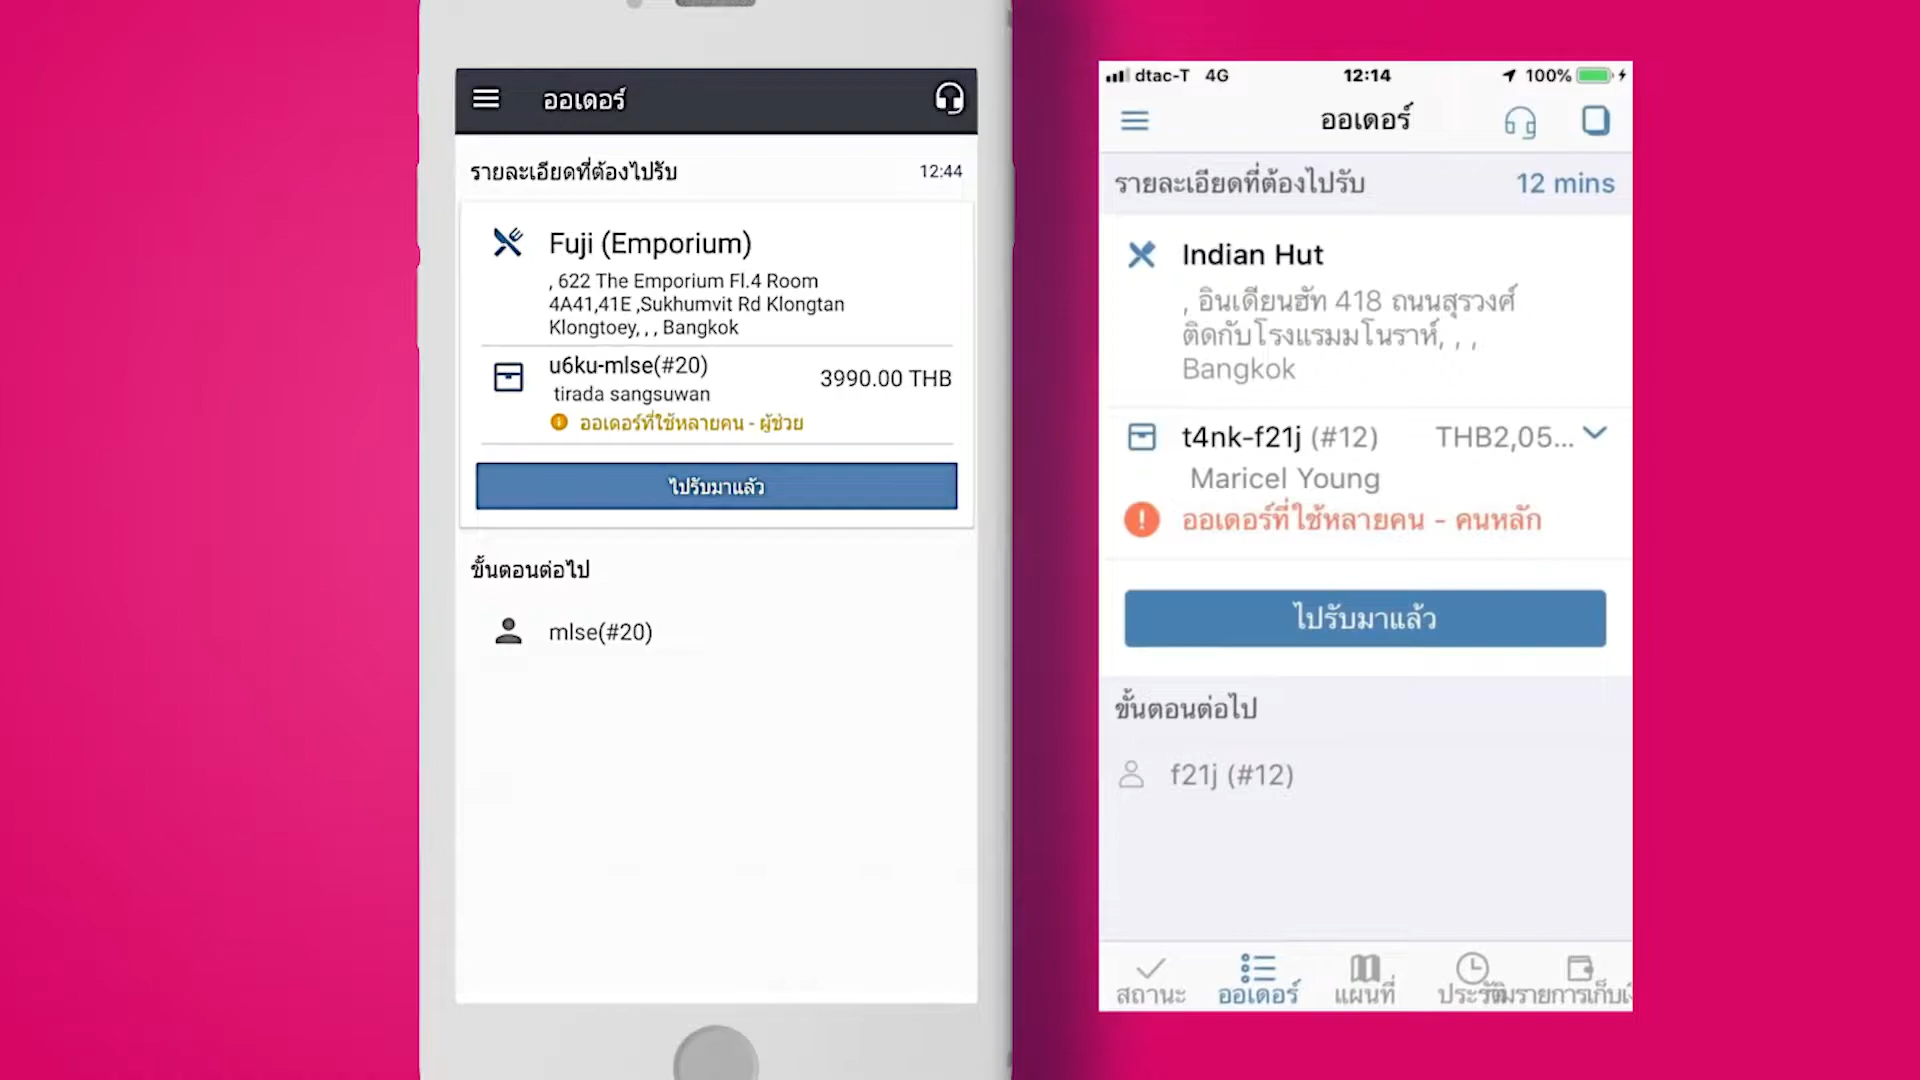 ออเดอร์
รายละเอียดที่ต้องไปรับ 12:44
Fuji (Emporium)
, 622 The Emporium Fl.4 Room
4A41,41E ,Sukhumvit Rd Klongtan
Klongtoey, , , Bangkok
u6ku-mlse(#20) 3990.00 THB
tirada sangsuwan
ออเดอร์ที่ใช้หลายคน - ผู้ช่วย
ไปรับมาแล้ว
ขั้นตอนต่อไป
mlse(#20)
dtac-T 4G 12:14 100%
ออเดอร์
รายละเอียดที่ต้องไปรับ 12 mins
Indian Hut
, อินเดียนฮัท 418 ถนนสุรวงศ์
ติดกับโรงแรมมโนราห์, , ,
Bangkok
t4nk-f21j (#12) THB2,05...
Maricel Young
ออเดอร์ที่ใช้หลายคน - คนหลัก
ไปรับมาแล้ว
ขั้นตอนต่อไป
f21j (#12)
สถานะ ออเดอร์ แผนที่